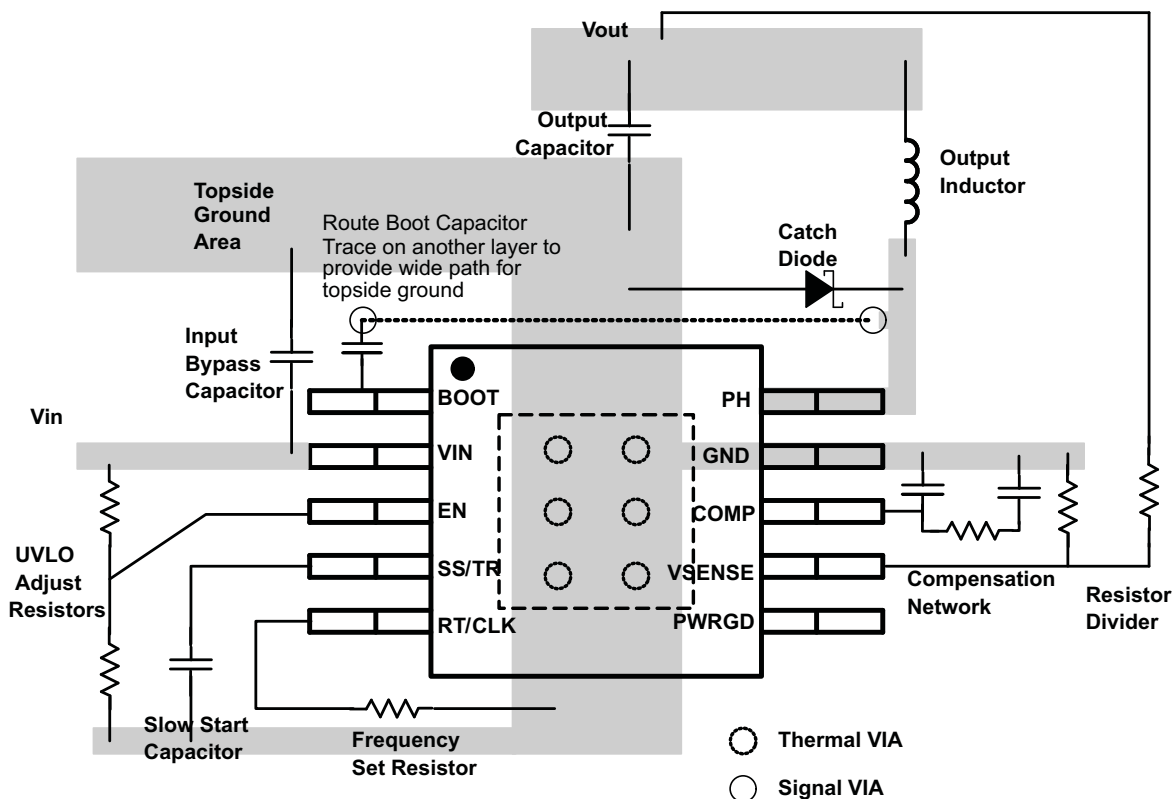 Vout
Output
Capacitor
Output
Inductor
Topside
Ground
Area
Route Boot Capacitor
Trace on another layer to
provide wide path for
topside ground
Catch
Diode
Input
Bypass
Capacitor
Vin
BOOT
VIN
EN
SS/TR
RT/CLK
PH
GND
COMP
VSENSE
PWRGD
UVLO
Adjust
Resistors
Compensation
Network
Resistor
Divider
Slow Start
Capacitor
Frequency
Set Resistor
Thermal VIA
Signal VIA